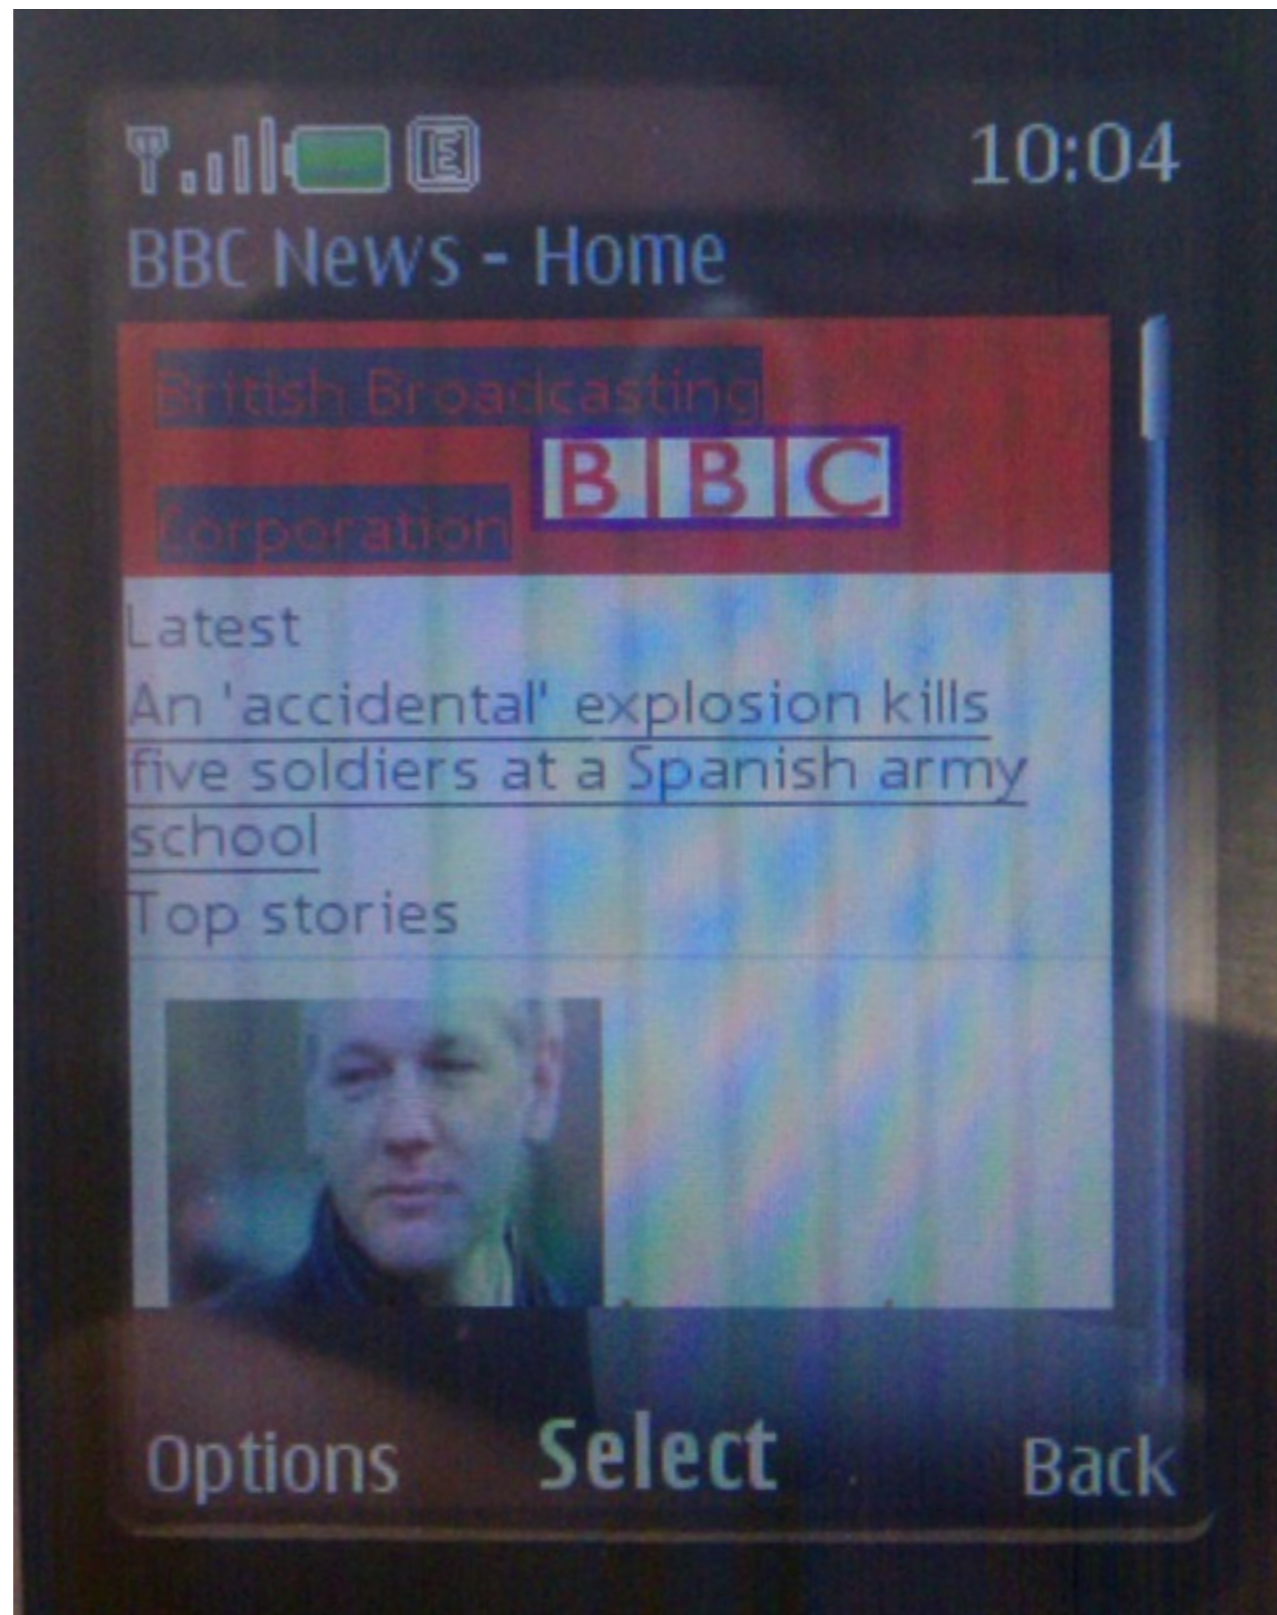 E 10:04
BBC News - Home
British Broadcasting
Corporation BBC
Latest
An 'accidental' explosion kills
five soldiers at a Spanish army
school
Top stories
Options Select Back